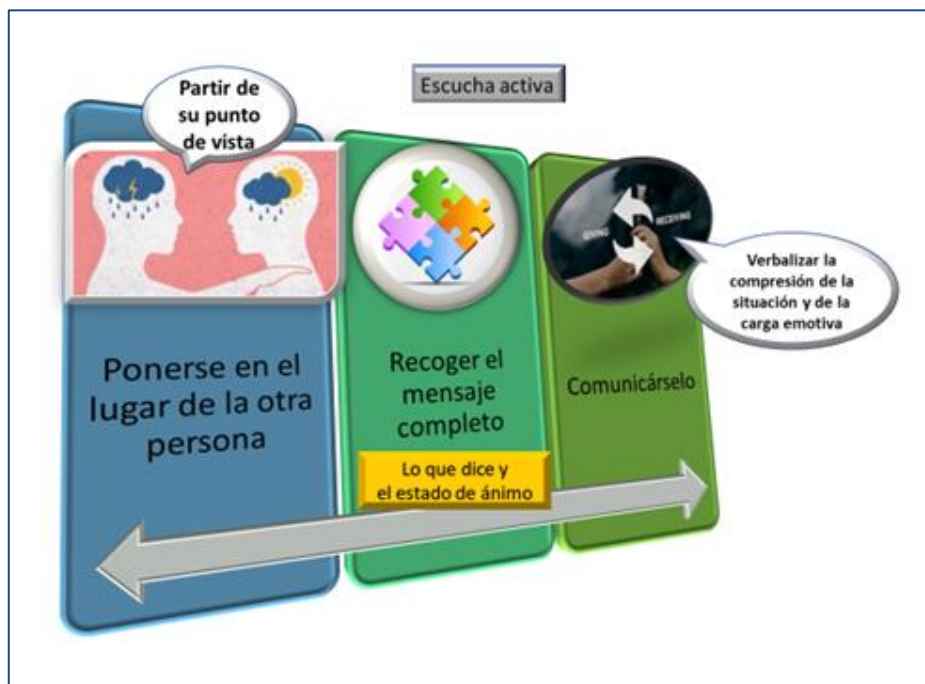 Escucha activa
Partir de
su punto
de vista
Ponerse en el
lugar de la otra
persona
Recoger el
mensaje
completo
Lo que dice y
el estado de ánimo
GIVING
RECEIVING
Comunicárselo
Verbalizar la
compresión de la
situación y de la
carga emotiva